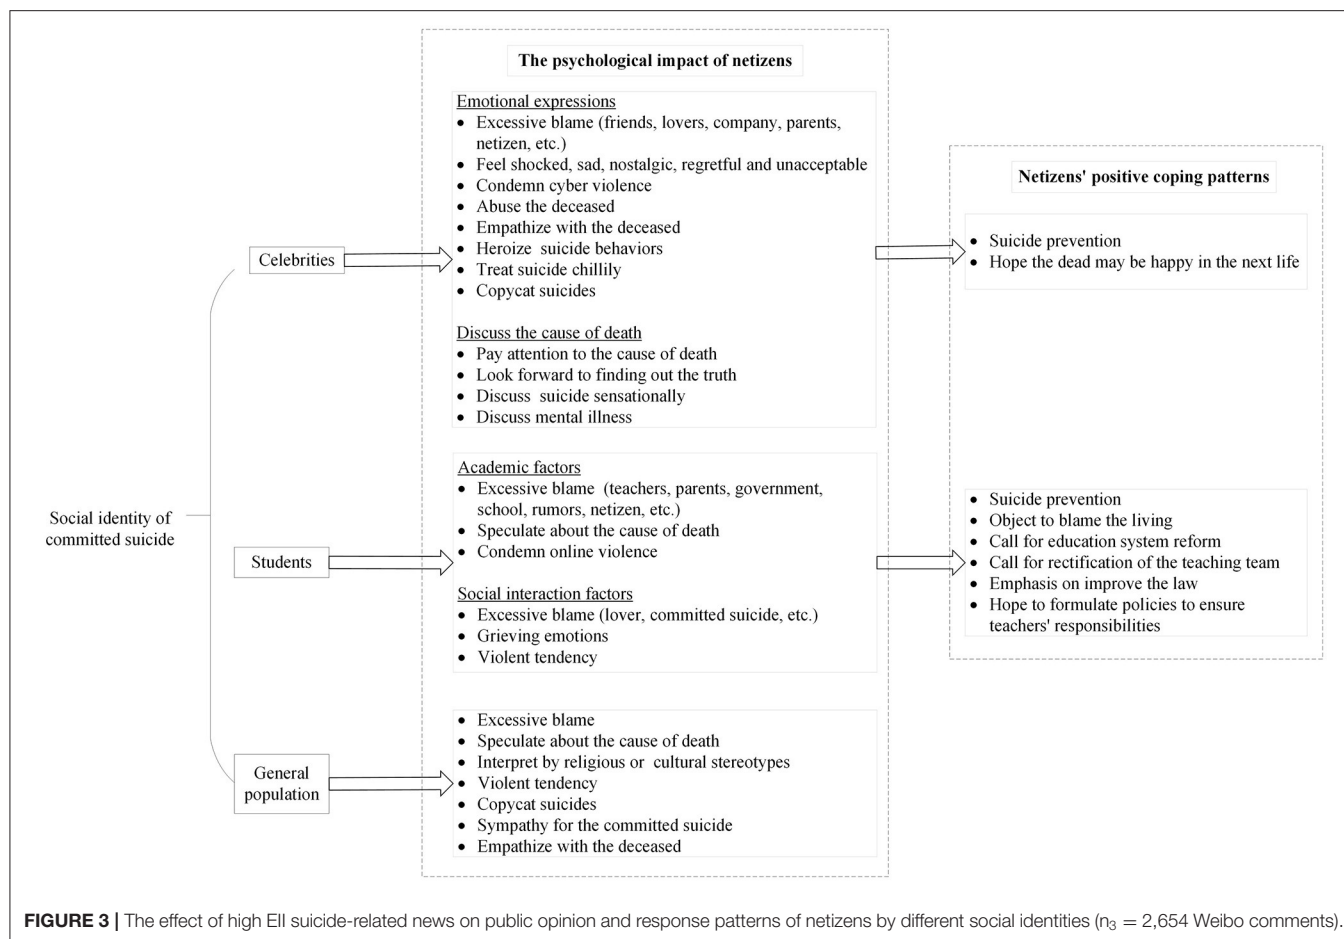 The psychological impact of netizens
Emotional expressions
• Excessive blame (friends, lovers, company, parents,
netizen, etc.)
• Feel shocked, sad, nostalgic, regretful and unacceptable
• Condemn cyber violence
• Abuse the deceased
• Empathize with the deceased
• Heroize suicide behaviors
• Treat suicide chillily
• Copycat suicides
Discuss the cause of death
• Pay attention to the cause of death
• Look forward to finding out the truth
• Discuss suicide sensationally
• Discuss mental illness
Celebrities
Netizens' positive coping patterns
• Suicide prevention
• Hope the dead may be happy in the next life
Social identity of
committed suicide
Students
Academic factors
• Excessive blame (teachers, parents, government,
school, rumors, netizen, etc.)
• Speculate about the cause of death
• Condemn online violence
Social interaction factors
• Excessive blame (lover, committed suicide, etc.)
• Grieving emotions
• Violent tendency
• Suicide prevention
• Object to blame the living
• Call for education system reform
• Call for rectification of the teaching team
• Emphasis on improve the law
• Hope to formulate policies to ensure
teachers' responsibilities
General
population
• Excessive blame
• Speculate about the cause of death
• Interpret by religious or cultural stereotypes
• Violent tendency
• Copycat suicides
• Sympathy for the committed suicide
• Empathize with the deceased
FIGURE 3 | The effect of high EII suicide-related news on public opinion and response patterns of netizens by different social identities (n₃ = 2,654 Weibo comments).